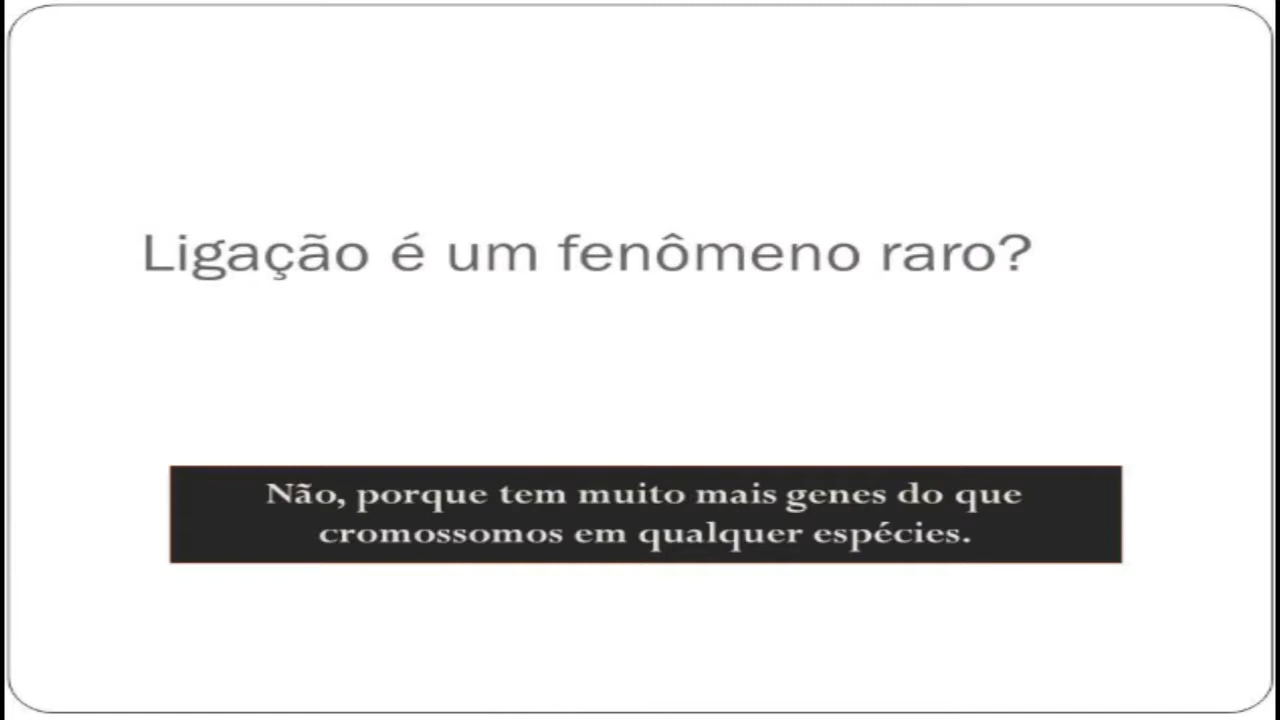 Ligação é um fenômeno raro?
Não, porque tem muito mais genes do que
cromossomos em qualquer espécies.